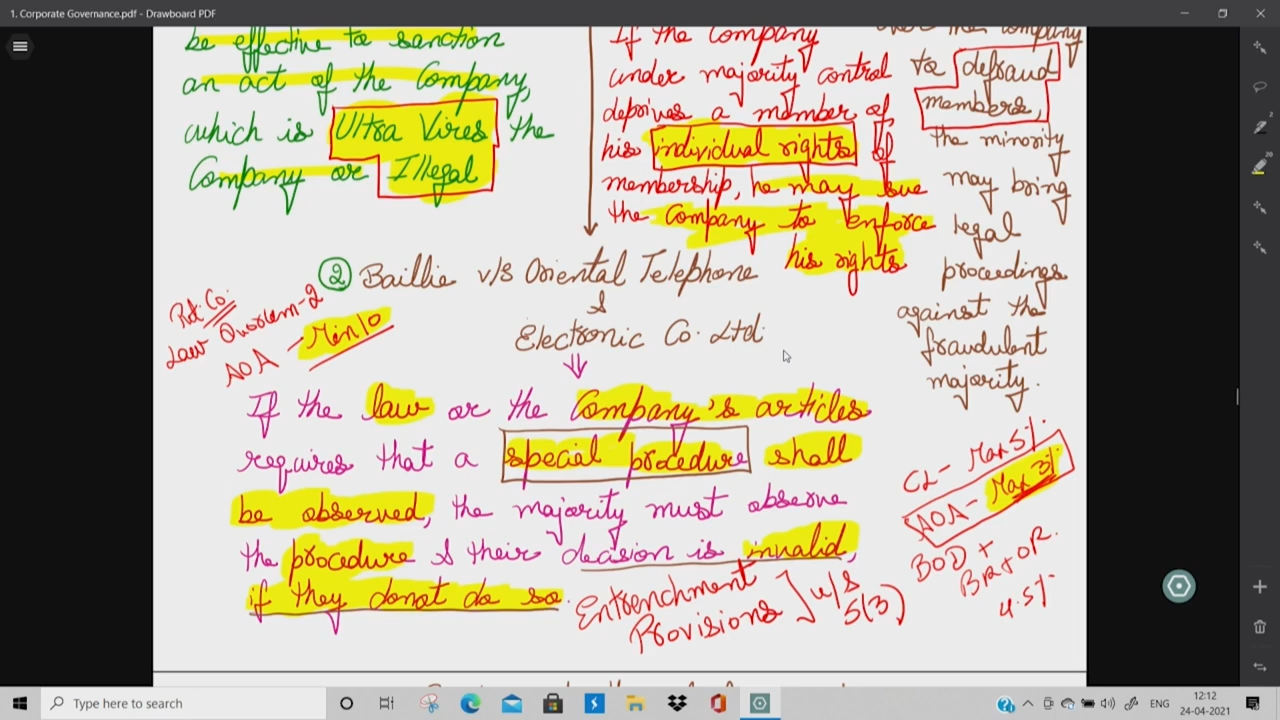 1. Corporate Governance.pdf - Drawboard PDF
be effective to sanction
an act of the Company,
which is Ultra Vires the
Company or Illegal
If the Company
under majority control
deprives a member of
his individual rights of
membership, he may sue
the Company to enforce
his rights
the company
to defraud
members,
the minority
may bring
legal
proceedings
against the
fraudulent
majority.
② Baillie v/s Oriental Telephone
&
Electronic Co. Ltd.
Pvt. Co.
Law Quorum-2
AOA - Min 10
If the law or the Company's articles
requires that a special procedure shall
be observed, the majority must observe
the procedure & their decision is invalid,
if they donot do so.
Entrenchment
Provisions ] u/s
5(3)
CL - Max 5%
AOA - Max 3%
BOD +
BR + OR.
4.5%
Type here to search
ENG
12:12
24-04-2021